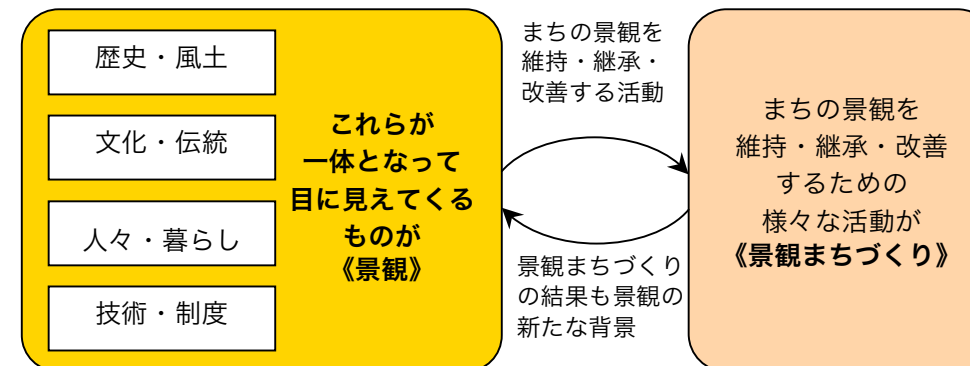 歴史・風土
文化・伝統
人々・暮らし
技術・制度
これらが
一体となって
目に見えてくる
ものが
《景観》
まちの景観を
維持・継承・
改善する活動
景観まちづくり
の結果も景観の
新たな背景
まちの景観を
維持・継承・改善
するための
様々な活動が
《景観まちづくり》